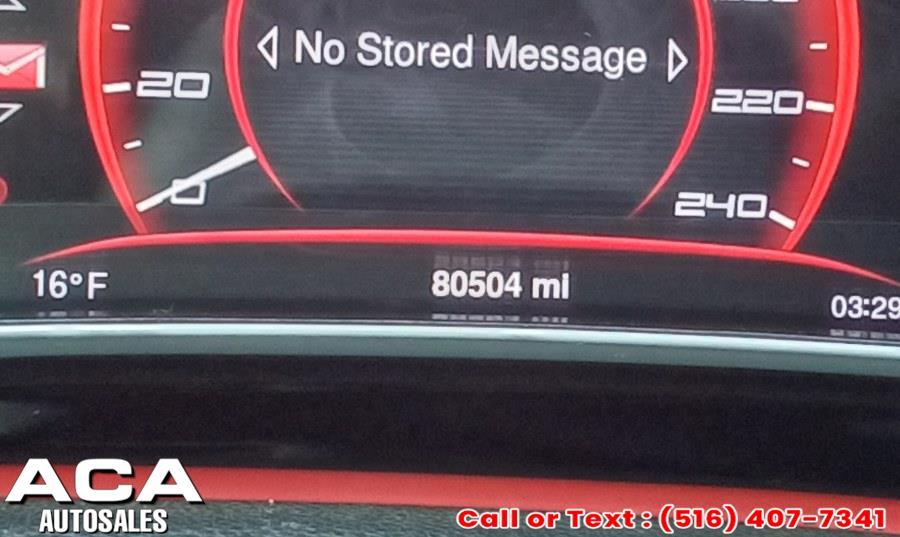 No Stored Message
20
220
0
240
16°F
80504 mi
03:29
ACA
AUTOSALES
Call or Text : (516) 407-7341